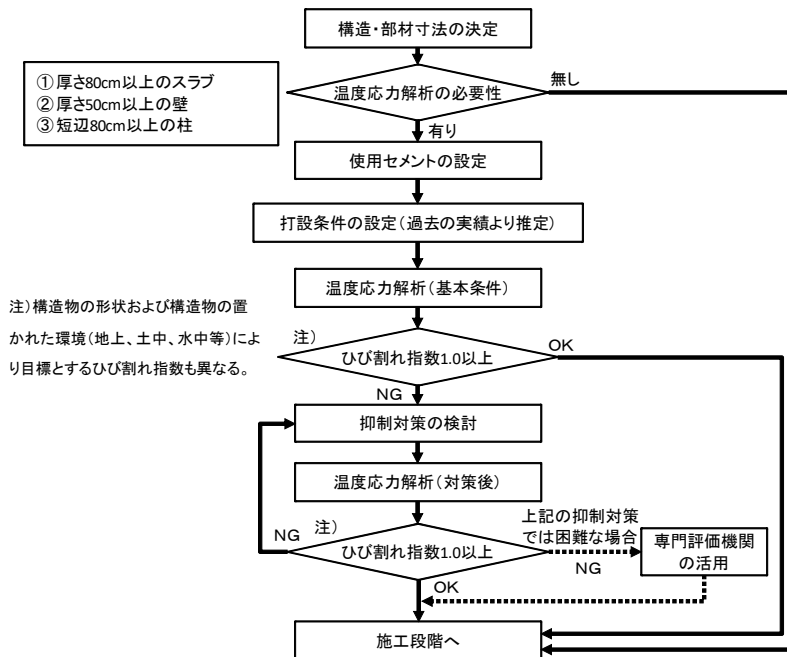 構造・部材寸法の決定
① 厚さ80cm以上のスラブ
② 厚さ50cm以上の壁
③ 短辺80cm以上の柱
温度応力解析の必要性
無し
有り
使用セメントの設定
打設条件の設定(過去の実績より推定)
温度応力解析(基本条件)
注)構造物の形状および構造物の置
かれた環境(地上、土中、水中等)によ
り目標とするひび割れ指数も異なる。
注)
ひび割れ指数1.0以上
OK
NG
抑制対策の検討
温度応力解析(対策後)
NG
注)
ひび割れ指数1.0以上
上記の抑制対策
では困難な場合
NG
専門評価機関
の活用
OK
施工段階へ